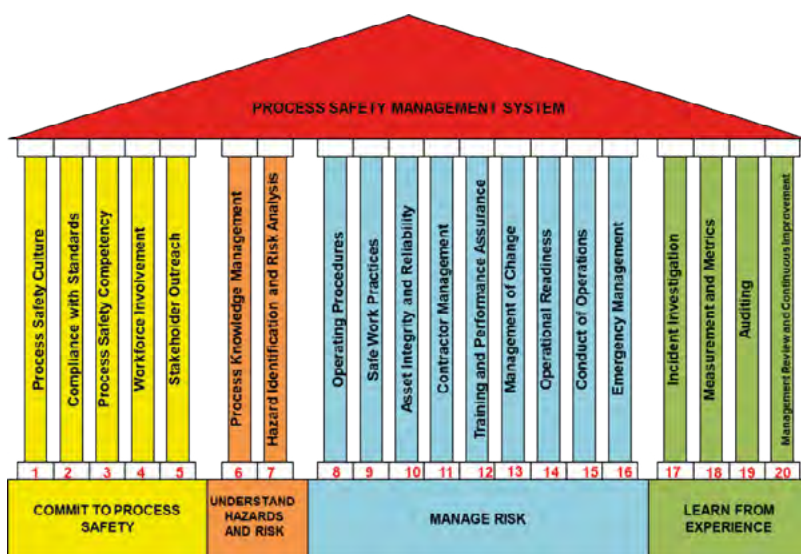 PROCESS SAFETY MANAGEMENT SYSTEM
Process Safety Culture
Compliance with Standards
Process Safety Competency
Workforce Involvement
Stakeholder Outreach
Process Knowledge Management
Hazard Identification and Risk Analysis
Operating Procedures
Safe Work Practices
Asset Integrity and Reliability
Contractor Management
Training and Performance Assurance
Management of Change
Operational Readiness
Conduct of Operations
Emergency Management
Incident Investigation
Measurement and Metrics
Auditing
Management Review and Continuous Improvement
1 2 3 4 5 6 7 8 9 10 11 12 13 14 15 16 17 18 19 20
COMMIT TO PROCESS
SAFETY
UNDERSTAND
HAZARDS
AND RISK
MANAGE RISK
LEARN FROM
EXPERIENCE